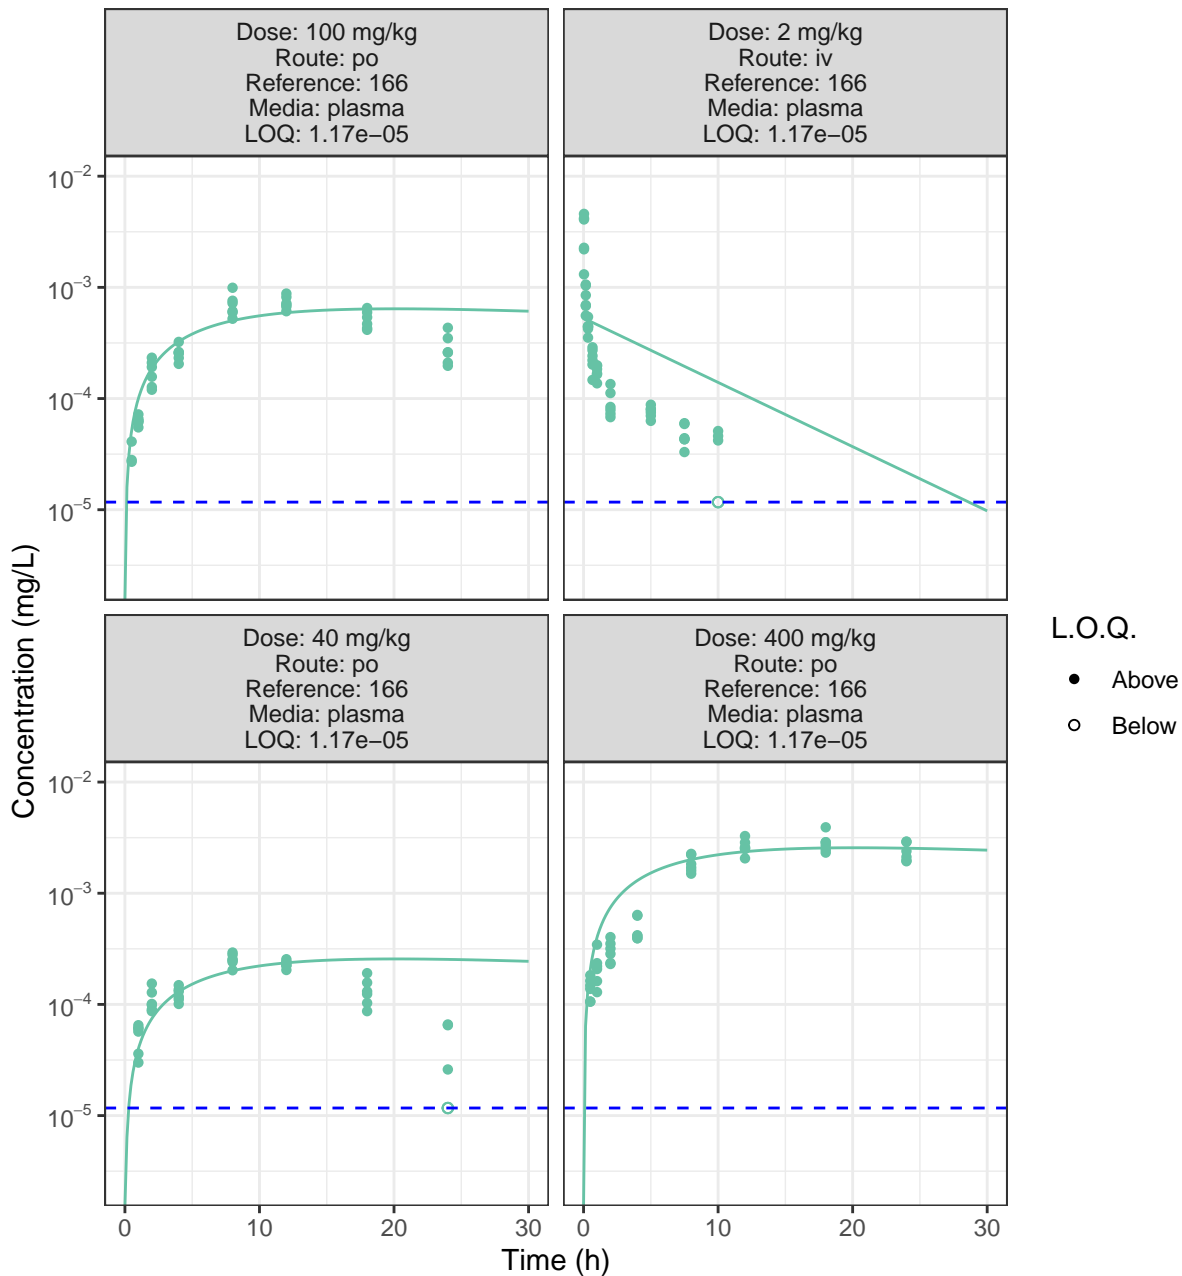 Dose: 100 mg/kg
Route: po
Reference: 166
Media: plasma
LOQ: 1.17e−05
Dose: 2 mg/kg
Route: iv
Reference: 166
Media: plasma
LOQ: 1.17e−05
10⁻²
10⁻³
10⁻⁴
10⁻⁵
Dose: 40 mg/kg
Route: po
Reference: 166
Media: plasma
LOQ: 1.17e−05
Dose: 400 mg/kg
Route: po
Reference: 166
Media: plasma
LOQ: 1.17e−05
10⁻²
10⁻³
10⁻⁴
10⁻⁵
0 10 20 30
0 10 20 30
Time (h)
Concentration (mg/L)
L.O.Q.
Above
Below